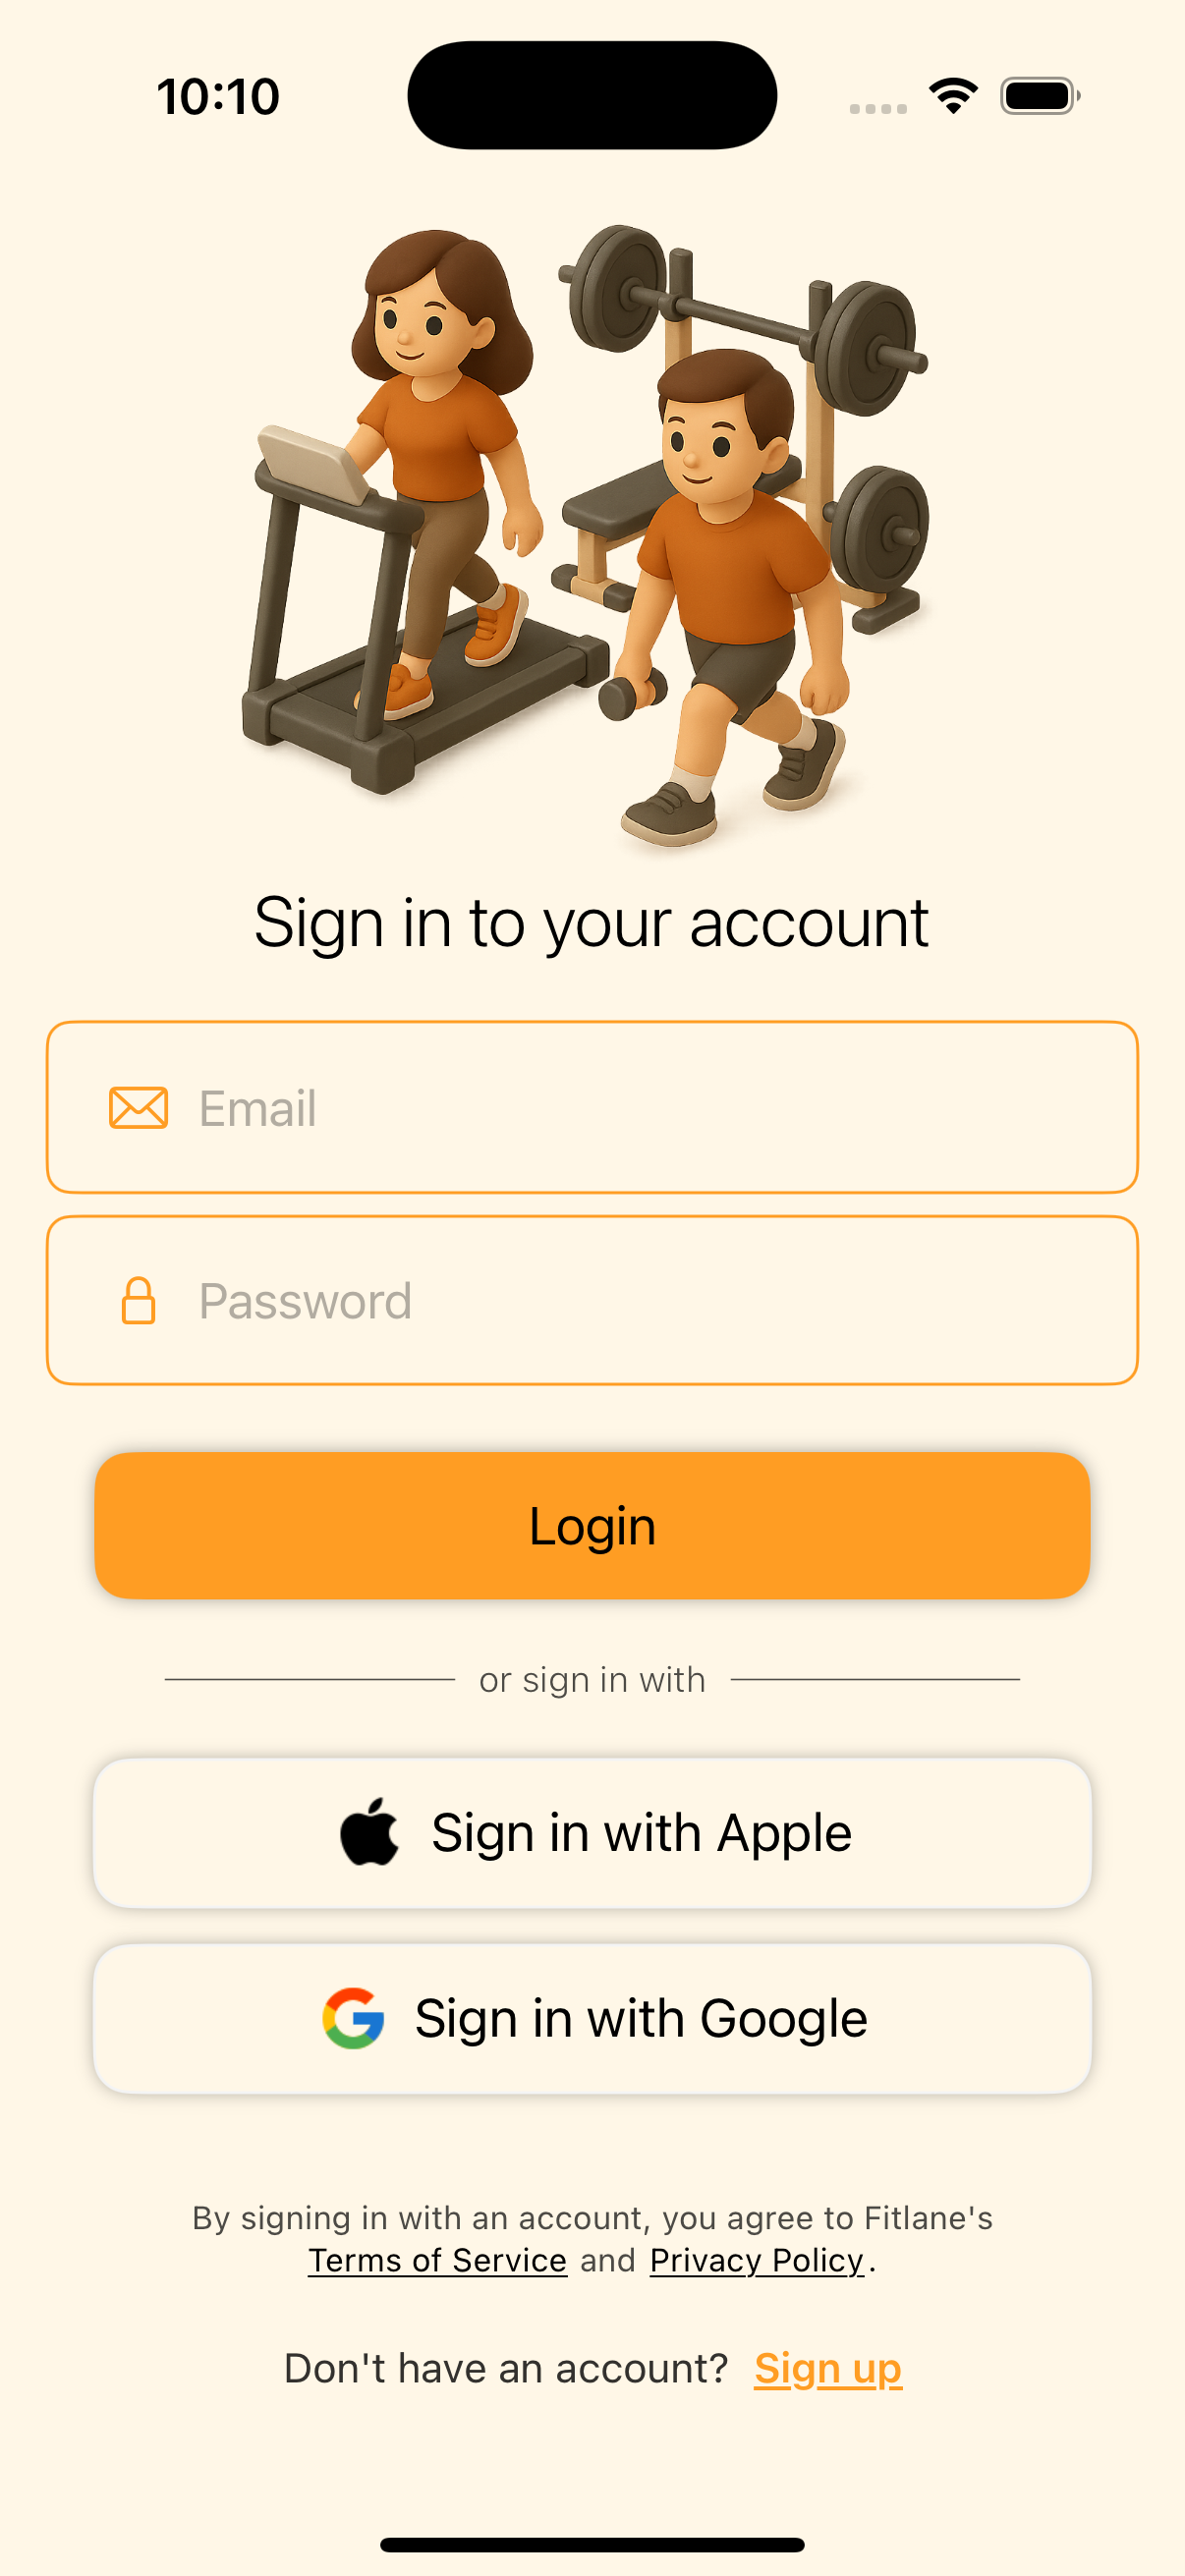 10:10
Sign in to your account
Email
Password
Login
or sign in with
Sign in with Apple
Sign in with Google
By signing in with an account, you agree to Fitlane's
Terms of Service and Privacy Policy.
Don't have an account? Sign up